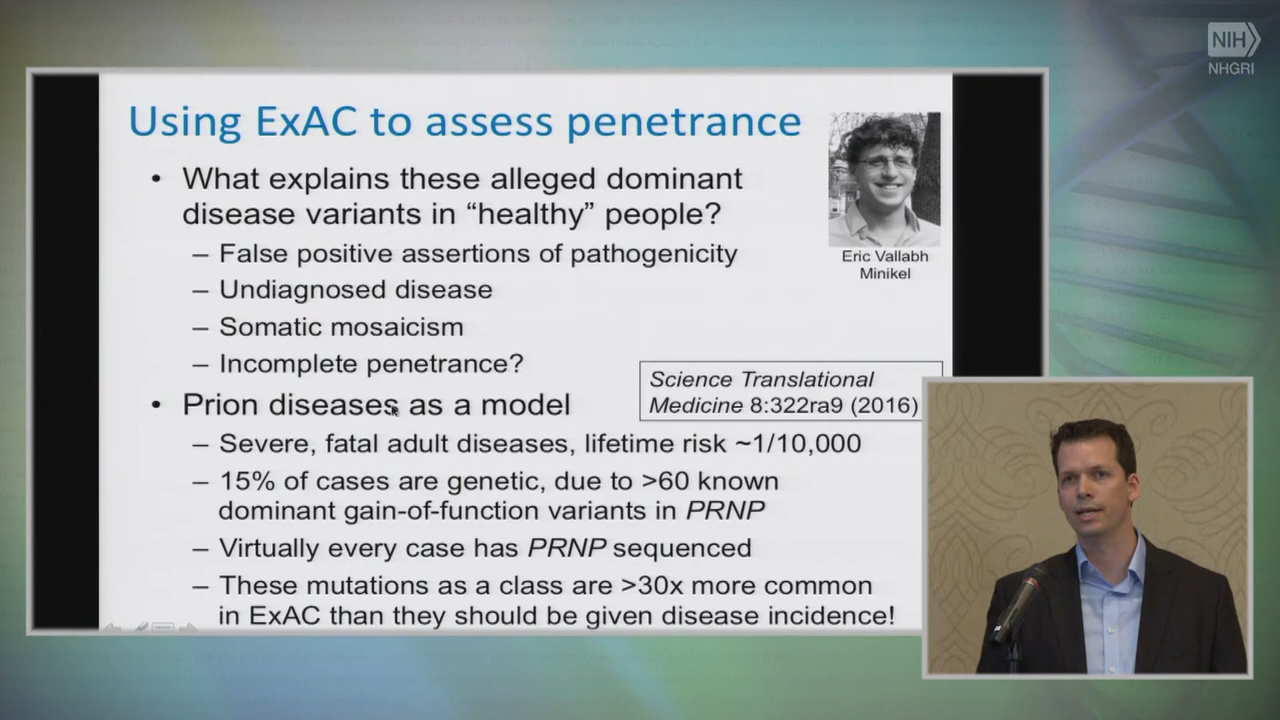 NIH
NHGRI
Using ExAC to assess penetrance
• What explains these alleged dominant
disease variants in “healthy” people?
– False positive assertions of pathogenicity
– Undiagnosed disease
– Somatic mosaicism
– Incomplete penetrance?
Eric Vallabh
Minikel
Science Translational
Medicine 8:322ra9 (2016)
• Prion diseases as a model
– Severe, fatal adult diseases, lifetime risk ~1/10,000
– 15% of cases are genetic, due to >60 known
dominant gain-of-function variants in PRNP
– Virtually every case has PRNP sequenced
– These mutations as a class are >30x more common
in ExAC than they should be given disease incidence!